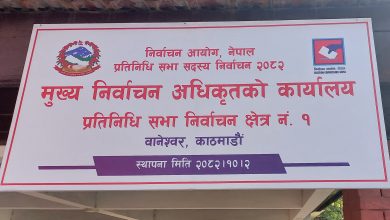 निर्वाचन आयोग, नेपाल
प्रतिनिधि सभा सदस्य निर्वाचन २०८२
मुख्य निर्वाचन अधिकृतको कार्यालय
प्रतिनिधि सभा निर्वाचन क्षेत्र नं. १
वानेश्वर, काठमाडौं
स्थापना मिति २०८२।१०।२